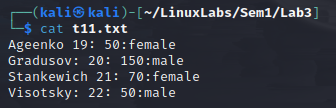 ┌──(kali㉿kali)-[~/LinuxLabs/Sem1/Lab3]
└─$ cat t11.txt
Ageenko 19: 50:female
Gradusov: 20: 150:male
Stankewich 21: 70:female
Visotsky: 22: 50:male